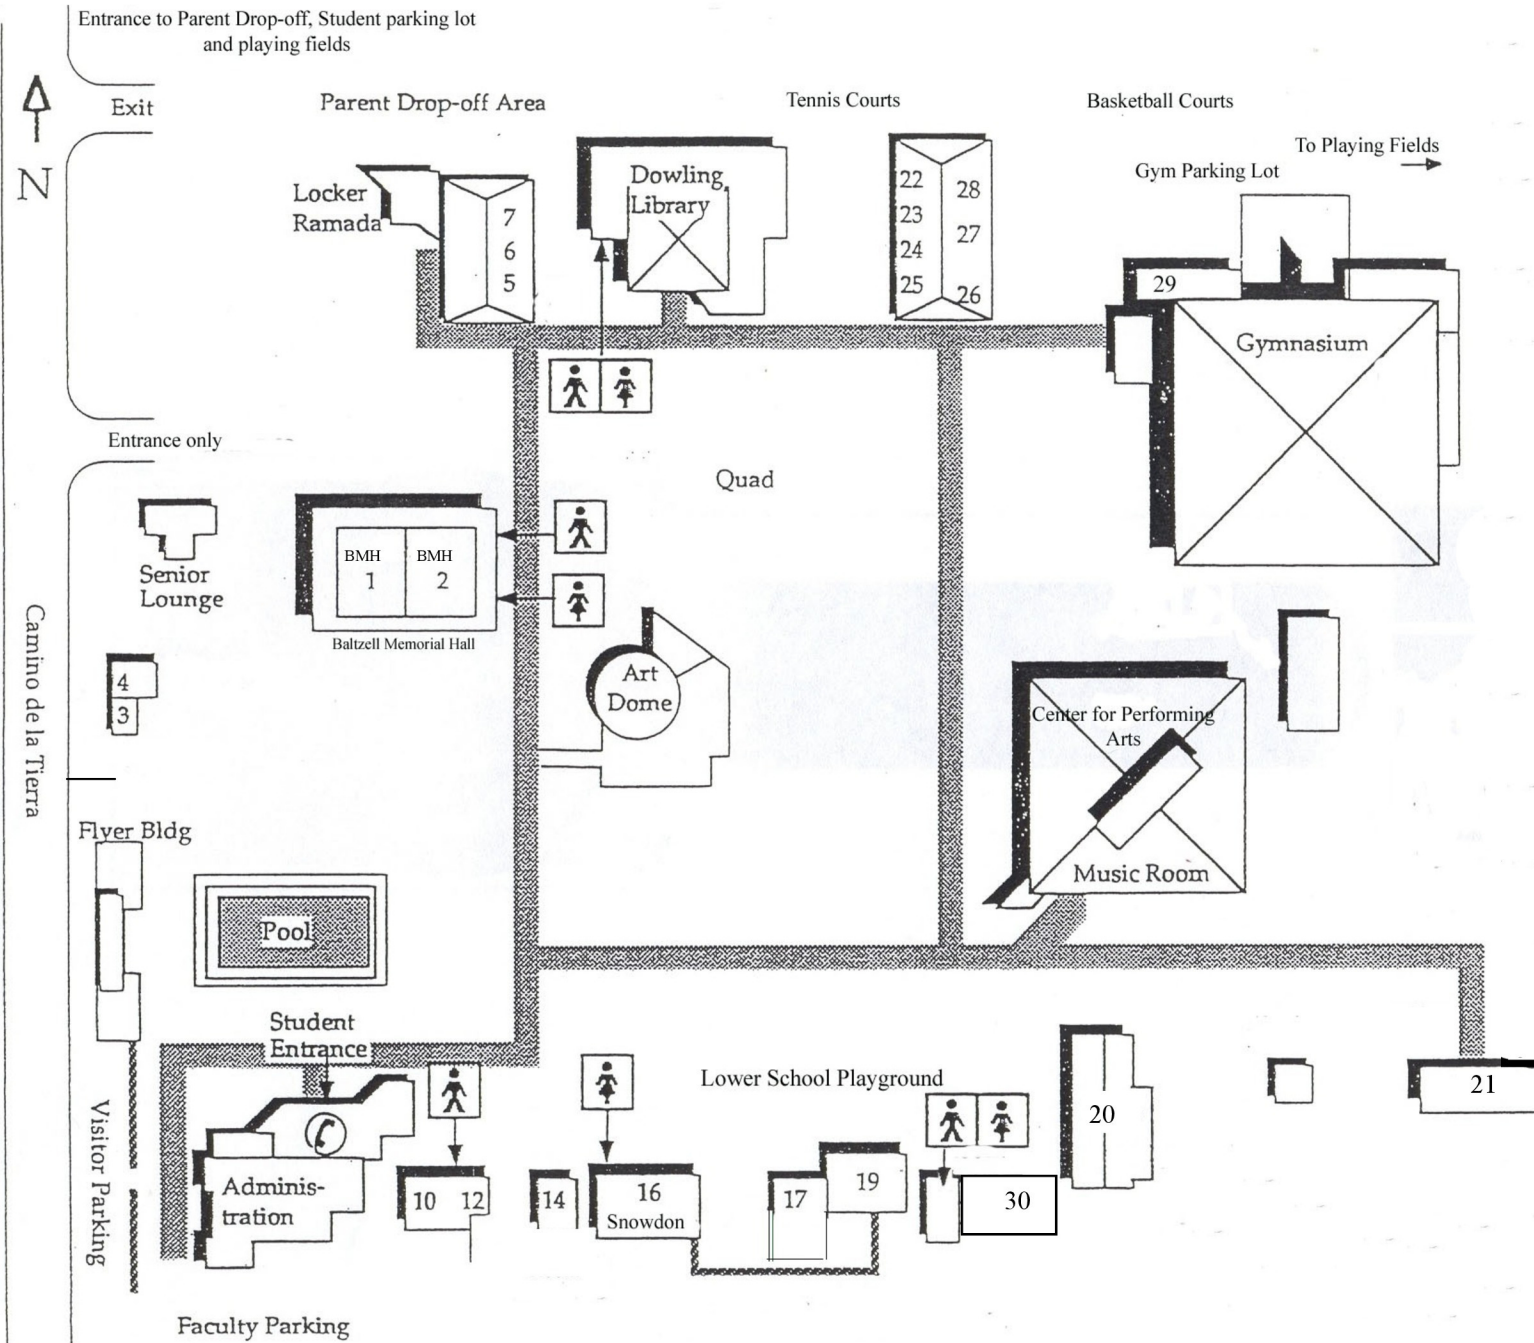 Entrance to Parent Drop-off, Student parking lot
and playing fields
Exit
Parent Drop-off Area
Tennis Courts
Basketball Courts
To Playing Fields
Gym Parking Lot
N
Locker
Ramada
7
6
5
Dowling
Library
22
23
24
25
28
27
26
29
Gymnasium
Entrance only
Quad
BMH
1
BMH
2
Baltzell Memorial Hall
Senior
Lounge
4
3
Camino de la Tierra
Art
Dome
Center for Performing
Arts
Music Room
Flyer Bldg
Pool
Student
Entrance
Lower School Playground
Visitor Parking
Adminis-
tration
10
12
14
16
Snowdon
17
19
30
20
21
Faculty Parking